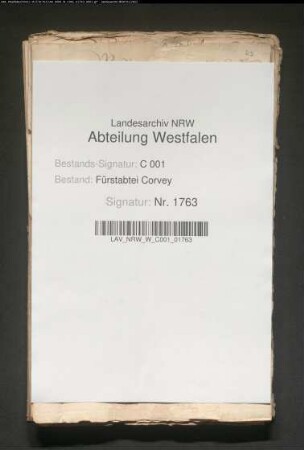 Landesarchiv NRW
Abteilung Westfalen
Bestands-Signatur: C 001
Bestand: Fürstabtei Corvey
Signatur: Nr. 1763
LAV_NRW_W_C001_01763